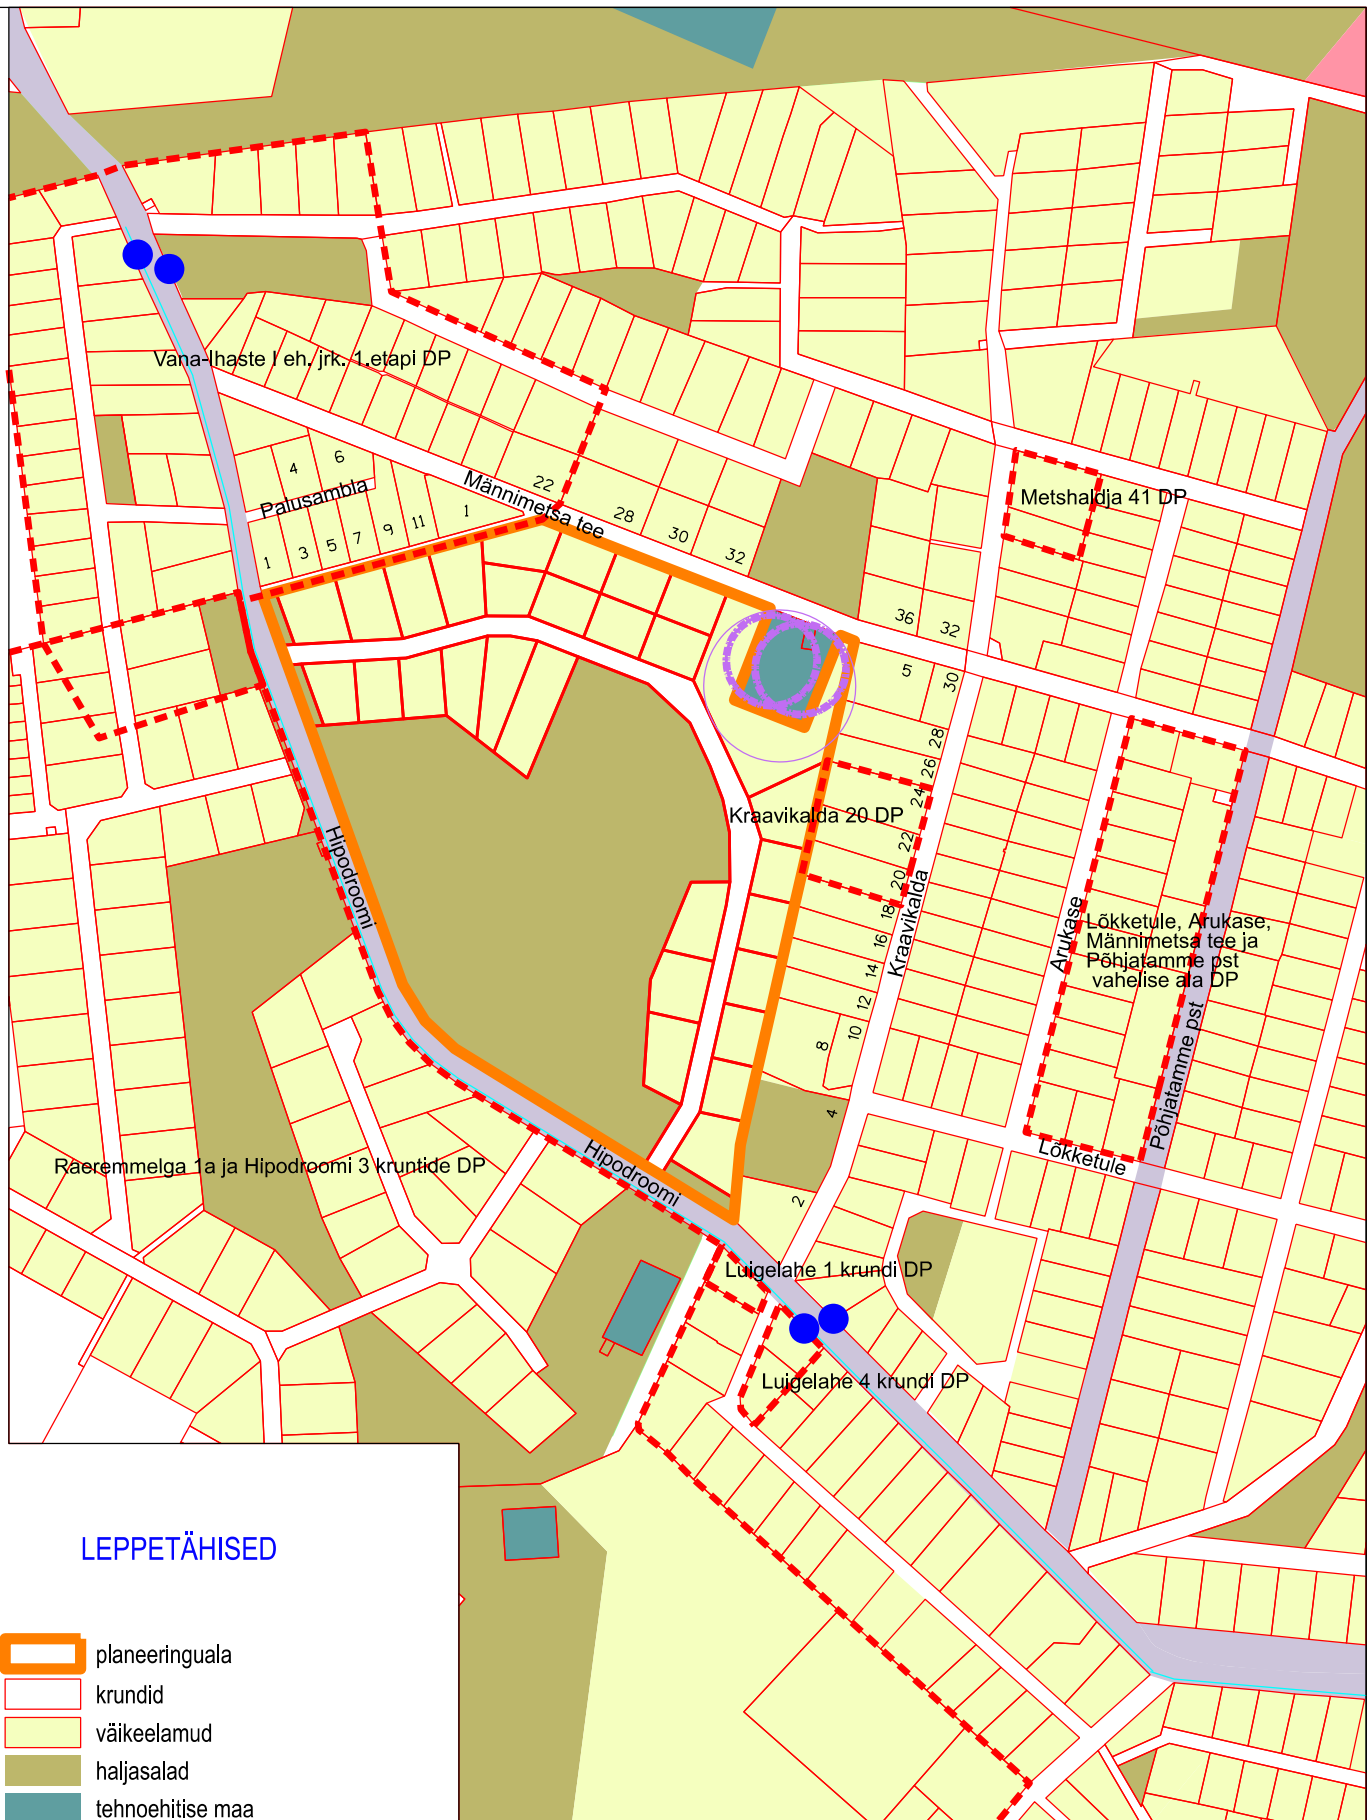 Vana-Ihaste I eh. jrk. 1.etapi DP
4
6
Palusambla
1
3
5
7
9
11
1
Männimetsa tee
22
28
30
32
Metshaldja 41 DP
36
32
5
30
28
26
24
22
20
18
16
14
12
10
8
4
2
Kraavikalda 20 DP
Kraavikalda
Arukase
Lõkketule, Arukase,
Männimetsa tee ja
Põhjatamme pst
vahelise ala DP
Põhjatamme pst
Lõkketule
Hipodroomi
Raeremmelga 1a ja Hipodroomi 3 kruntide DP
Hipodroomi
Luigelahe 1 krundi DP
Luigelahe 4 krundi DP
LEPPETÄHISED
planeeringuala
krundid
väikeelamud
haljasalad
tehnoehitise maa